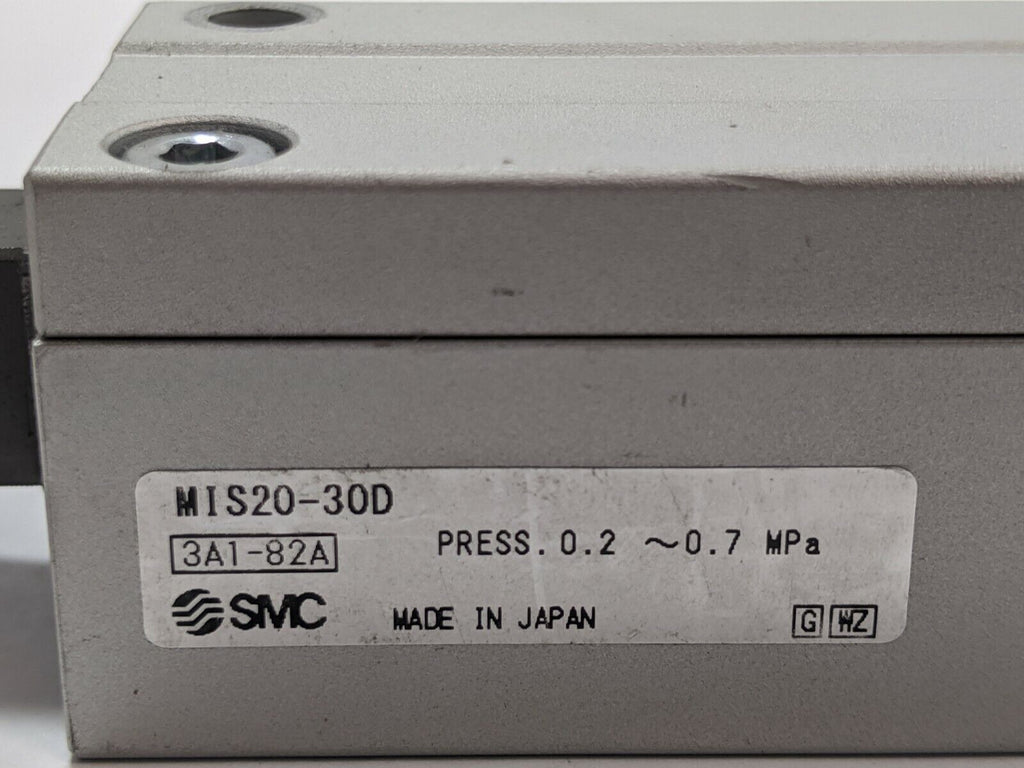 MIS20-30D
3A1-82A
PRESS. 0.2 ~0.7 MPa
SMC
MADE IN JAPAN
G WZ